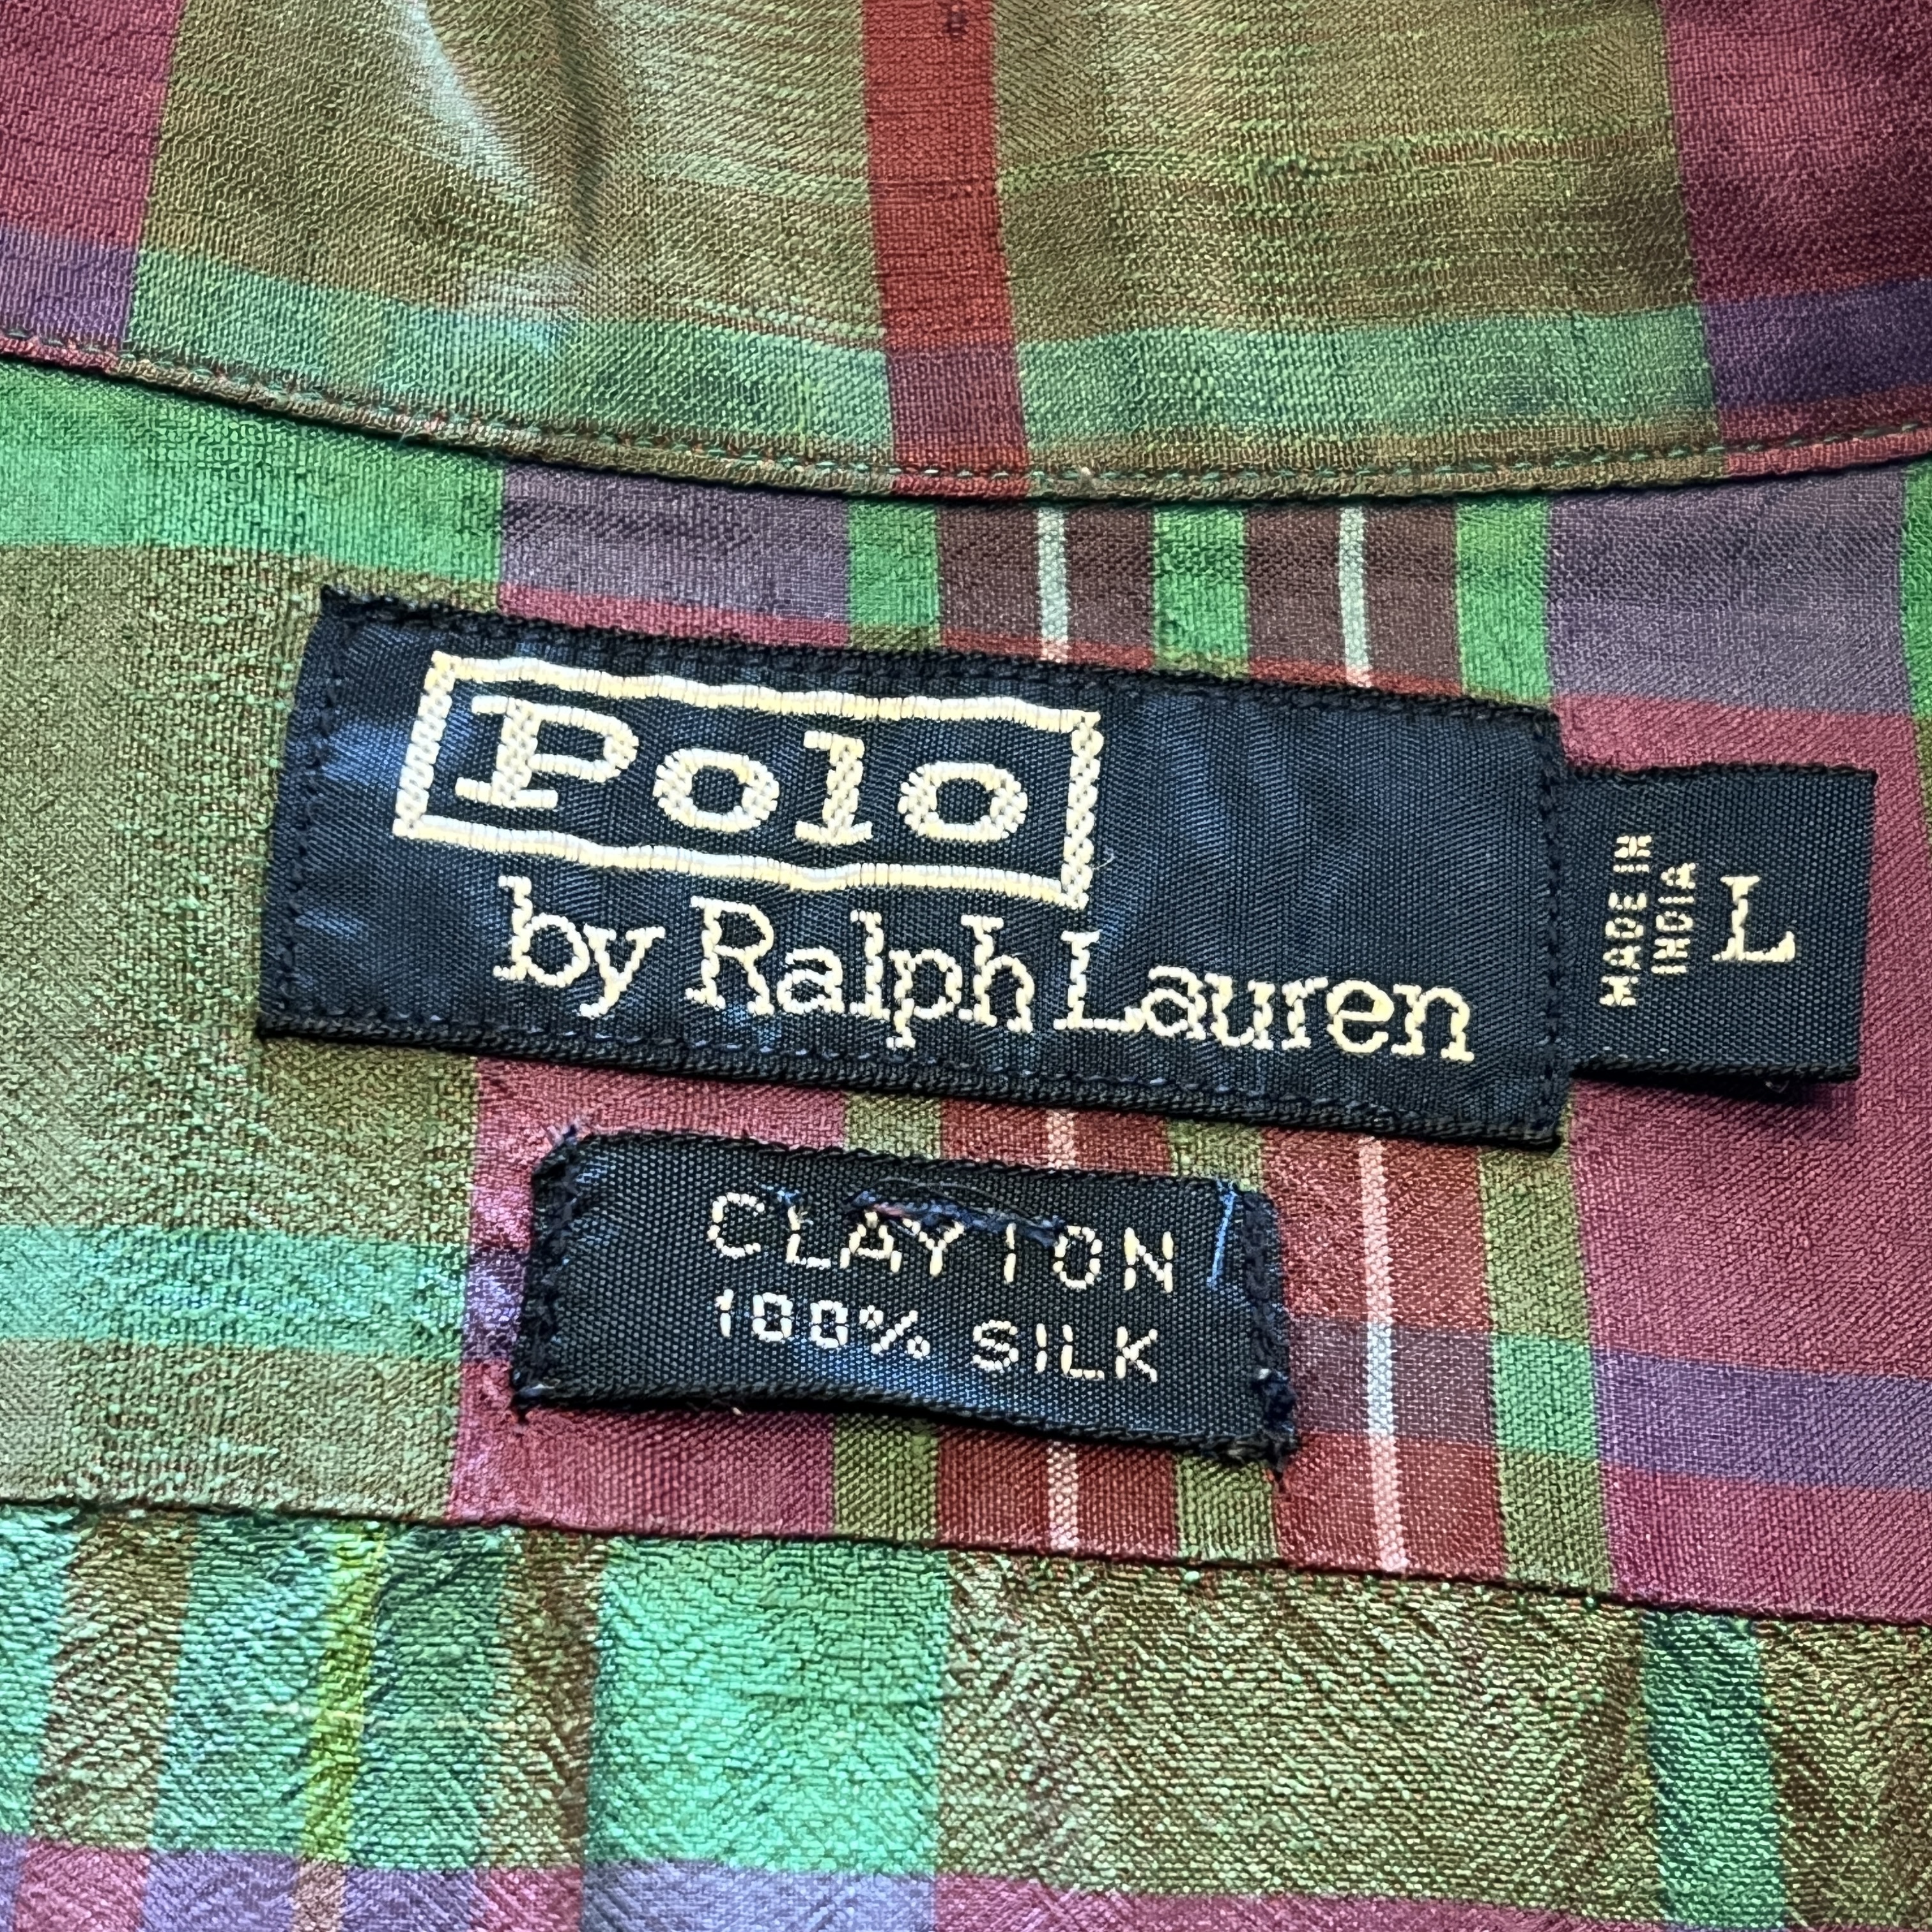 Polo
by Ralph Lauren
MADE IN
INDIA
L
CLAYTON
100% SILK